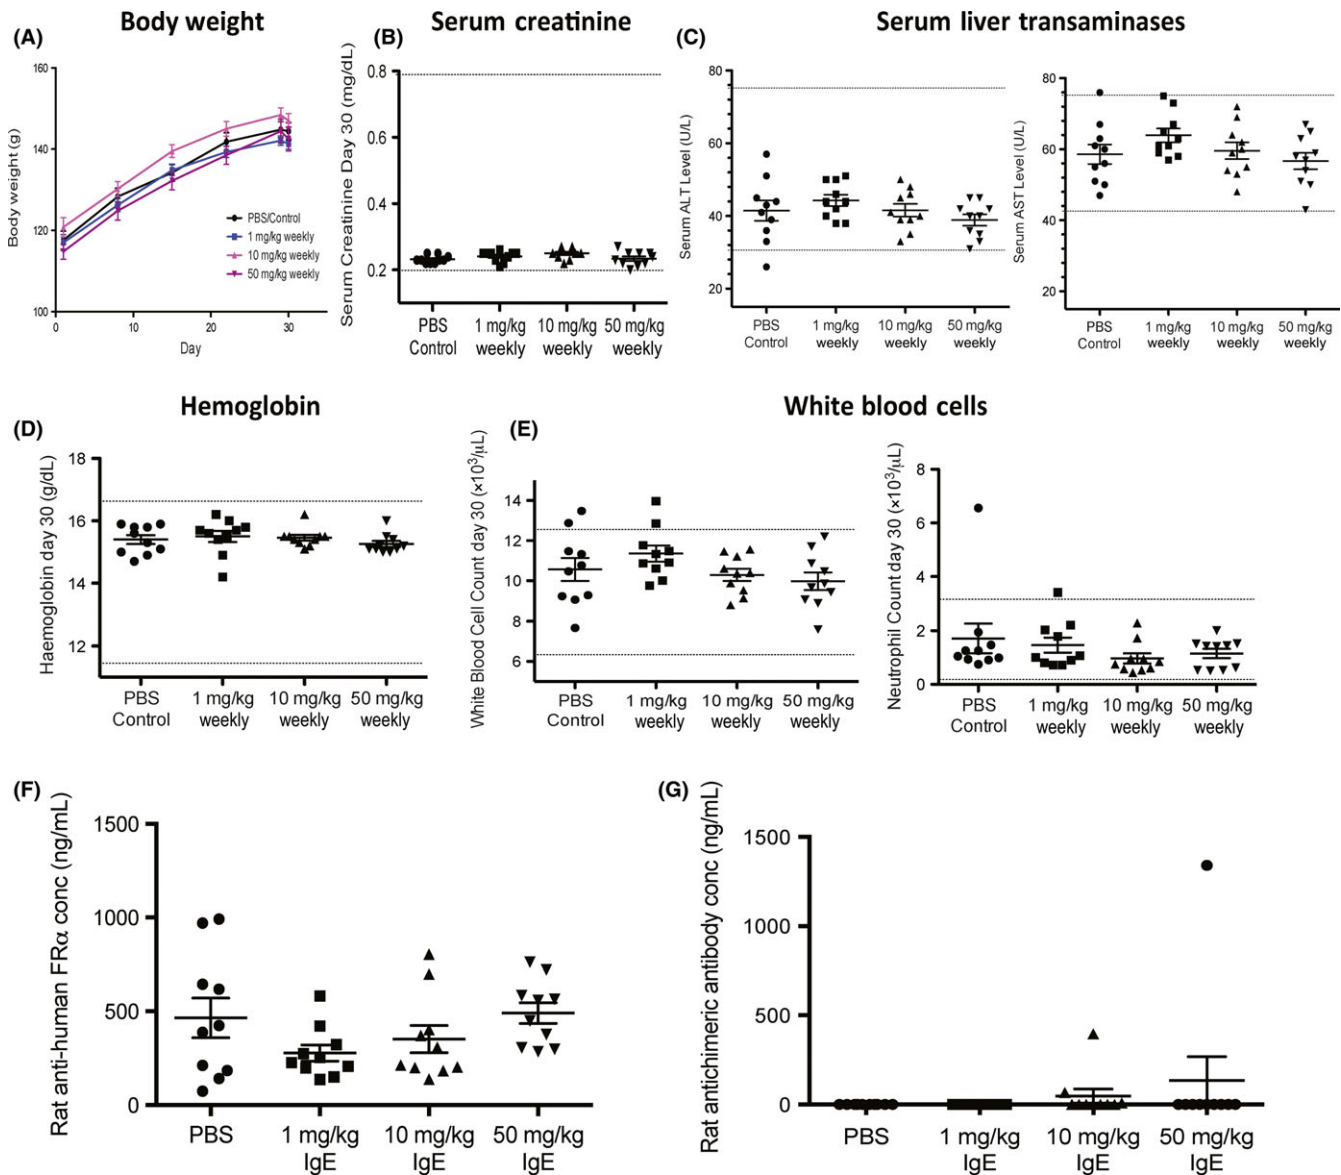 Body weight
Serum creatinine
Serum liver transaminases
(A)
Body weight (g)
160
140
120
100
0
10
20
30
Day
PBS/Control
1 mg/kg weekly
10 mg/kg weekly
50 mg/kg weekly
(B)
Serum Creatinine Day 30 (mg/dL)
0.8
0.6
0.4
0.2
PBS Control
1 mg/kg weekly
10 mg/kg weekly
50 mg/kg weekly
(C)
Serum ALT Level (U/L)
80
60
40
20
PBS Control
1 mg/kg weekly
10 mg/kg weekly
50 mg/kg weekly
Serum AST Level (U/L)
80
60
40
20
PBS Control
1 mg/kg weekly
10 mg/kg weekly
50 mg/kg weekly
Hemoglobin
White blood cells
(D)
Haemoglobin day 30 (g/dL)
18
16
14
12
PBS Control
1 mg/kg weekly
10 mg/kg weekly
50 mg/kg weekly
(E)
White Blood Cell Count day 30 (×10³/µL)
14
12
10
8
6
PBS Control
1 mg/kg weekly
10 mg/kg weekly
50 mg/kg weekly
Neutrophil Count day 30 (×10³/µL)
8
6
4
2
0
PBS Control
1 mg/kg weekly
10 mg/kg weekly
50 mg/kg weekly
(F)
Rat anti-human FRα conc (ng/mL)
1500
1000
500
0
PBS
1 mg/kg IgE
10 mg/kg IgE
50 mg/kg IgE
(G)
Rat antichimeric antibody conc (ng/mL)
1500
1000
500
0
PBS
1 mg/kg IgE
10 mg/kg IgE
50 mg/kg IgE